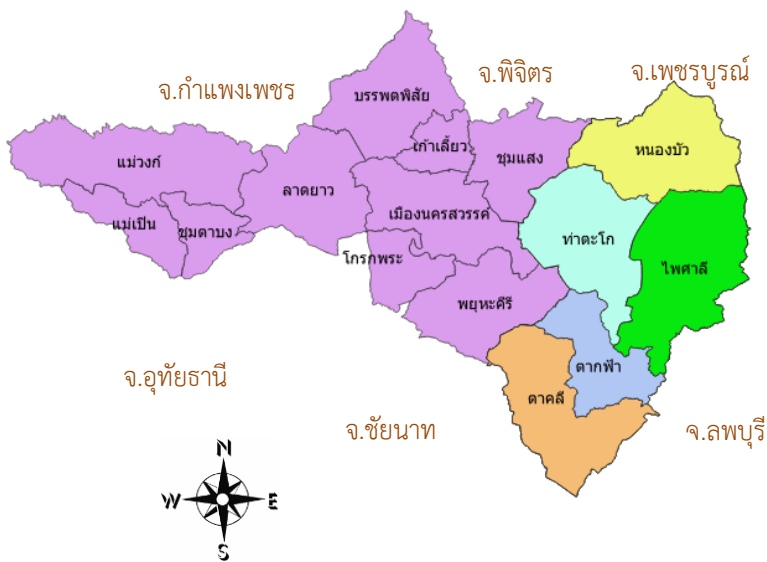 จ.กำแพงเพชร
จ.พิจิตร
จ.เพชรบูรณ์
บรรพตพิสัย
เก้าเลี้ยว
ชุมแสง
หนองบัว
แม่วงก์
ลาดยาว
แม่เปิน
ชุมตาบง
เมืองนครสวรรค์
ท่าตะโก
โกรกพระ
ไพศาลี
พยุหะคีรี
ตากฟ้า
ตาคลี
จ.อุทัยธานี
จ.ชัยนาท
จ.ลพบุรี
N
W
E
S